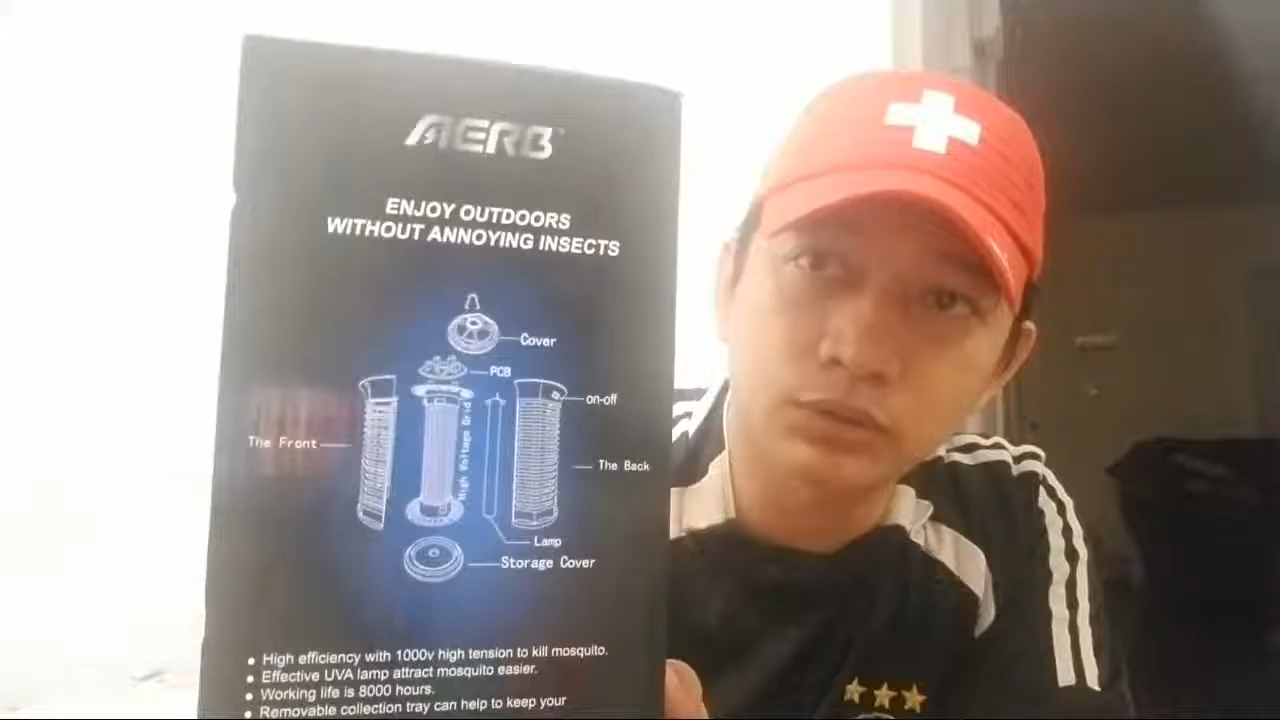 AERB
ENJOY OUTDOORS
WITHOUT ANNOYING INSECTS
Cover
PCB
on-off
High Voltage Grid
The Front
The Back
Lamp
Storage Cover
• High efficiency with 1000v high tension to kill mosquito.
• Effective UVA lamp attract mosquito easier.
• Working life is 8000 hours.
• Removable collection tray can help to keep your